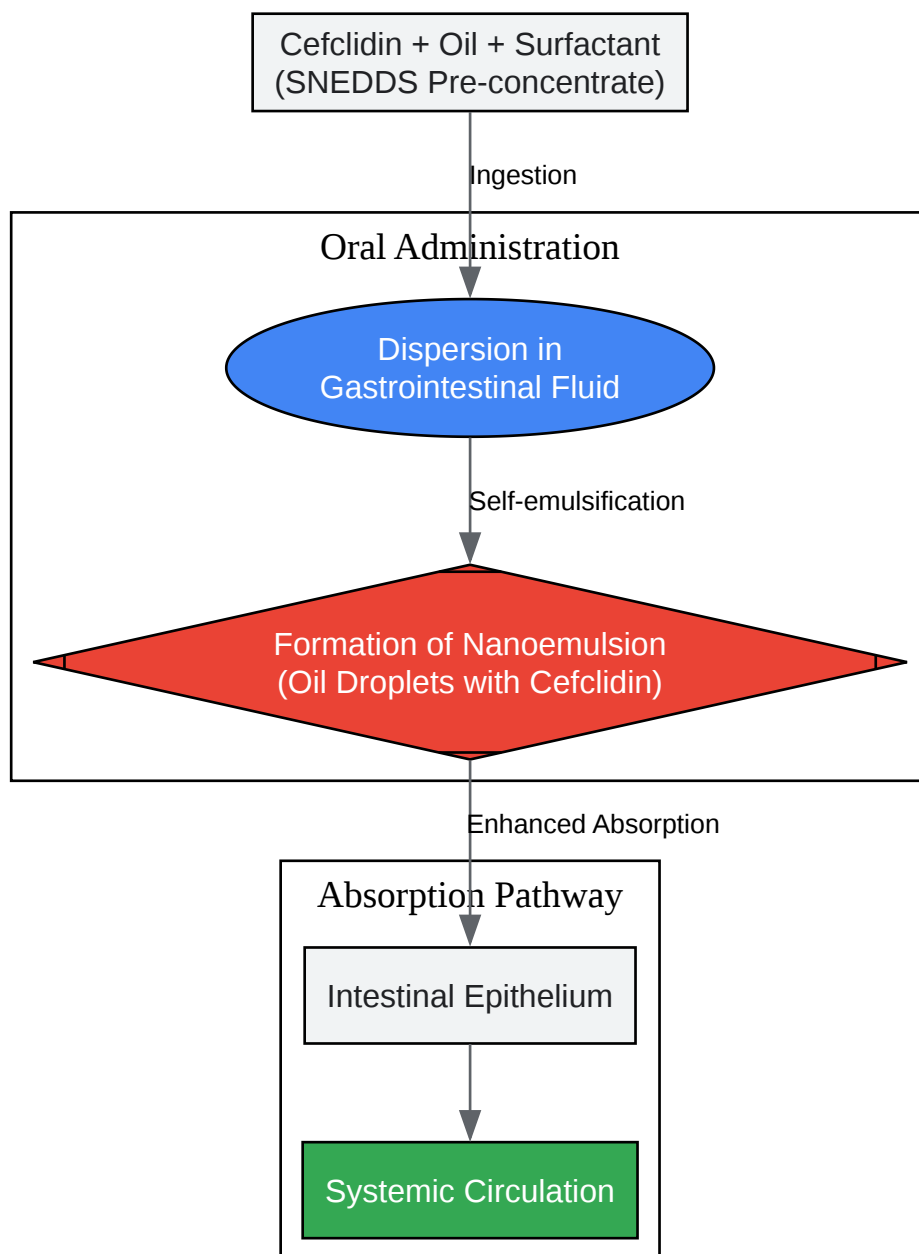 Cefclidin + Oil + Surfactant
(SNEDDS Pre-concentrate)
Ingestion
Oral Administration
Dispersion in
Gastrointestinal Fluid
Self-emulsification
Formation of Nanoemulsion
(Oil Droplets with Cefclidin)
Enhanced Absorption
Absorption Pathway
Intestinal Epithelium
Systemic Circulation